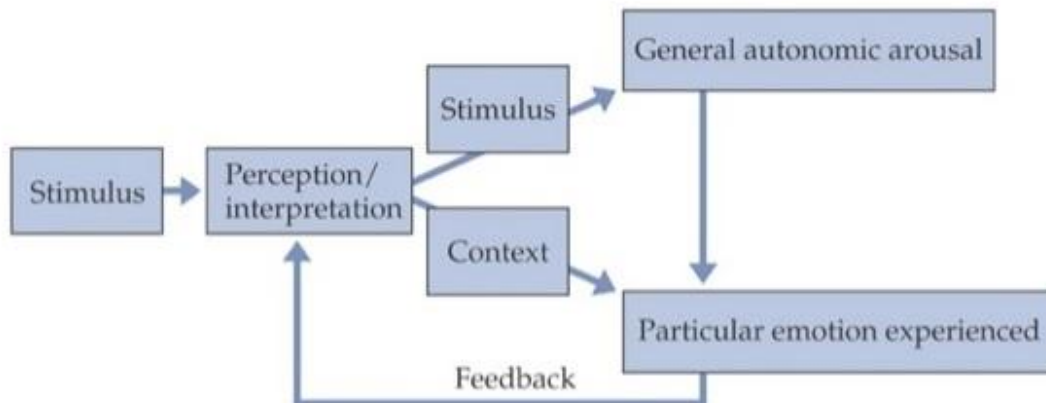 General autonomic arousal
Stimulus
Stimulus
Perception/
interpretation
Context
Particular emotion experienced
Feedback